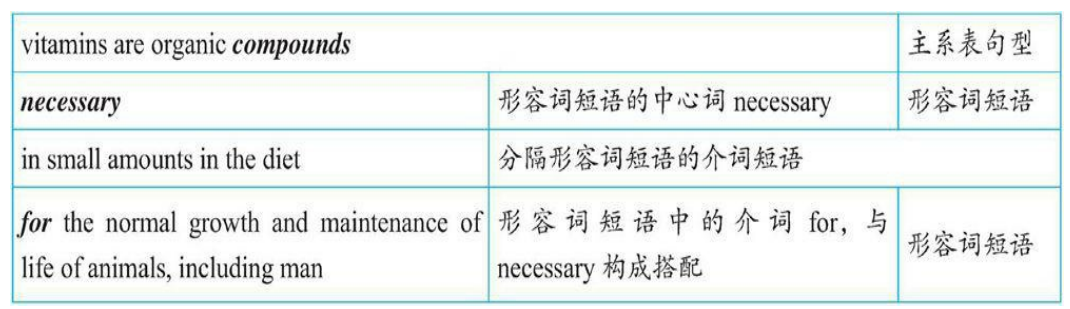 vitamins are organic compounds 主系表句型
necessary 形容词短语的中心词 necessary 形容词短语
in small amounts in the diet 分隔形容词短语的介词短语
for the normal growth and maintenance of 形容词短语中的介词 for，与 形容词短语
life of animals, including man necessary 构成搭配